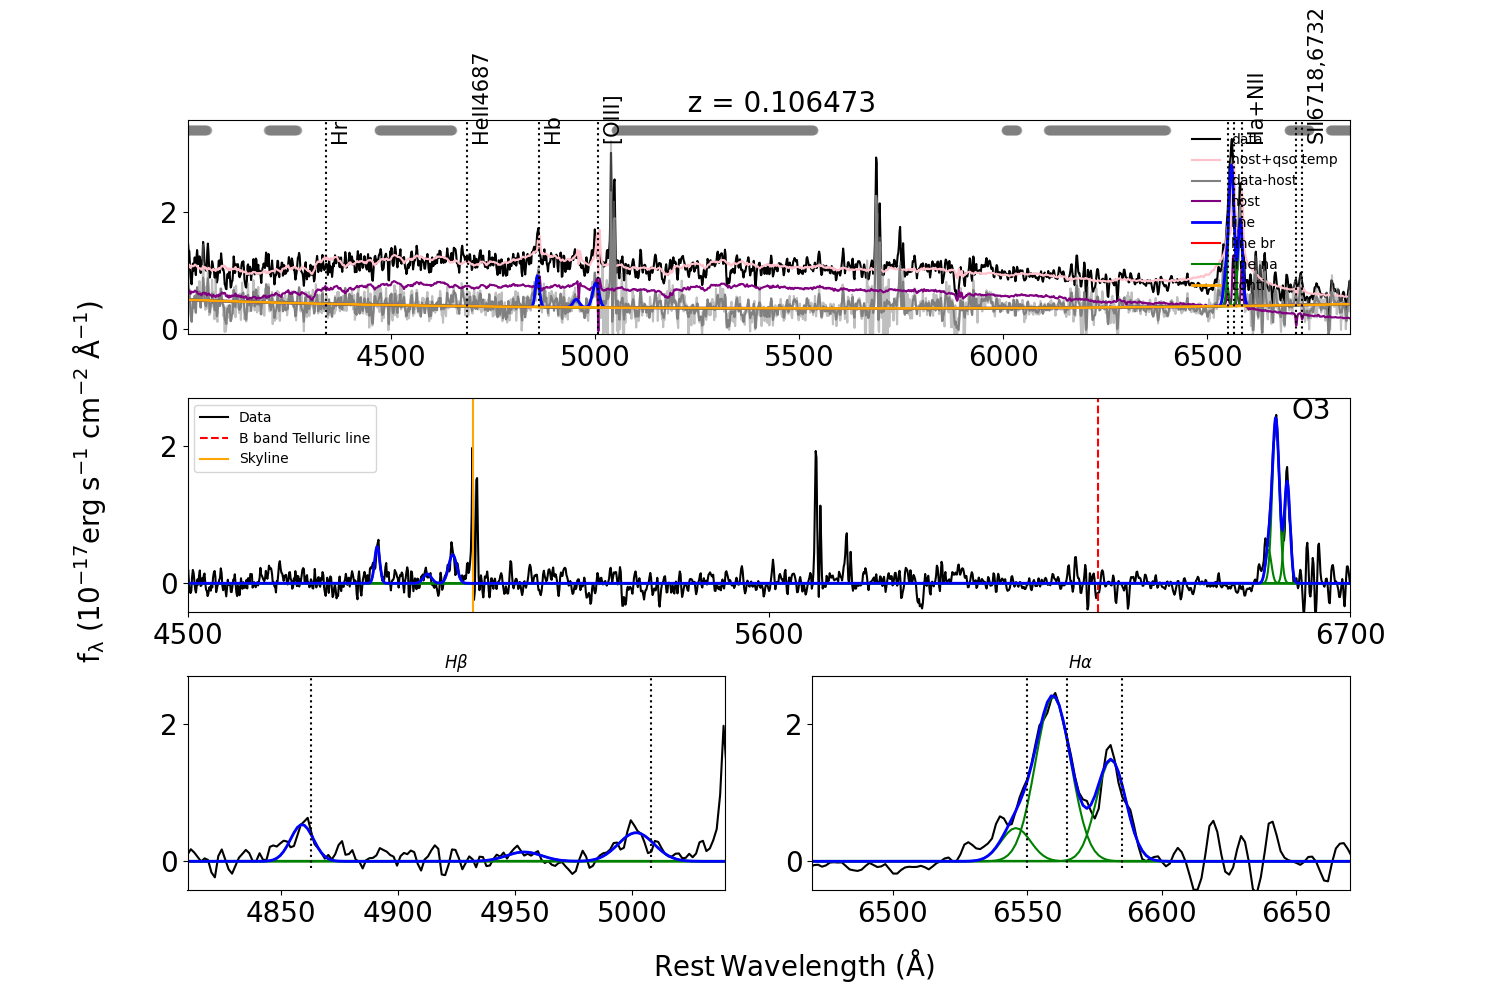 z = 0.106473
Hr
HeII4687
Hb
[OIII]
Ha+NII
SII6718,6732
data
host+qso temp
data-host
host
line
line br
line na
2
0
4500
5000
5500
6000
6500
fλ (10⁻¹⁷erg s⁻¹ cm⁻² Å⁻¹)
Data
B band Telluric line
Skyline
O3
2
0
4500
5600
6700
Hβ
2
0
4850
4900
4950
5000
Hα
2
0
6500
6550
6600
6650
Rest Wavelength (Å)